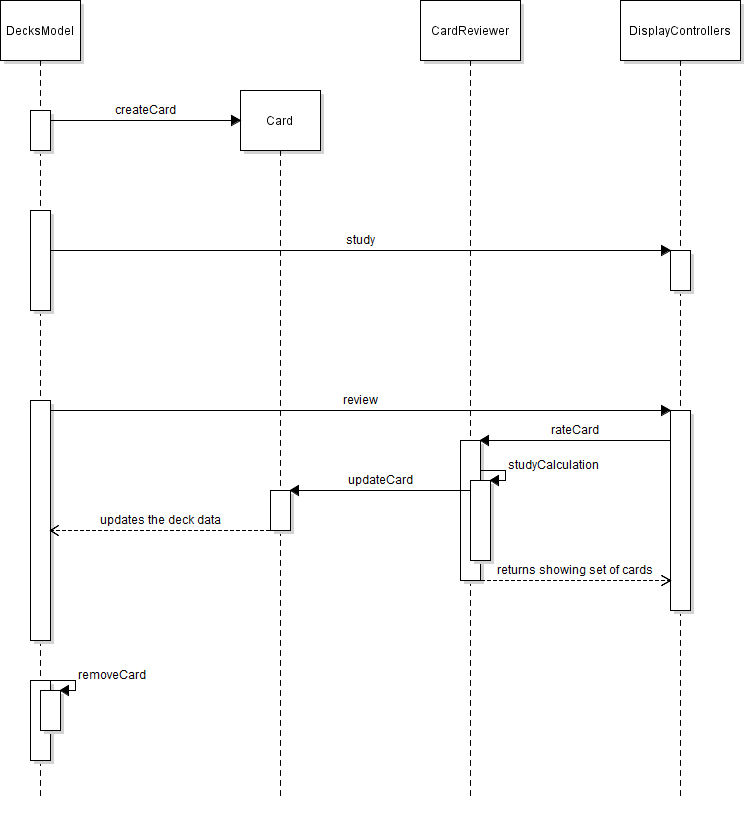 DecksModel
CardReviewer
DisplayControllers
createCard
Card
study
review
rateCard
studyCalculation
updateCard
updates the deck data
returns showing set of cards
removeCard